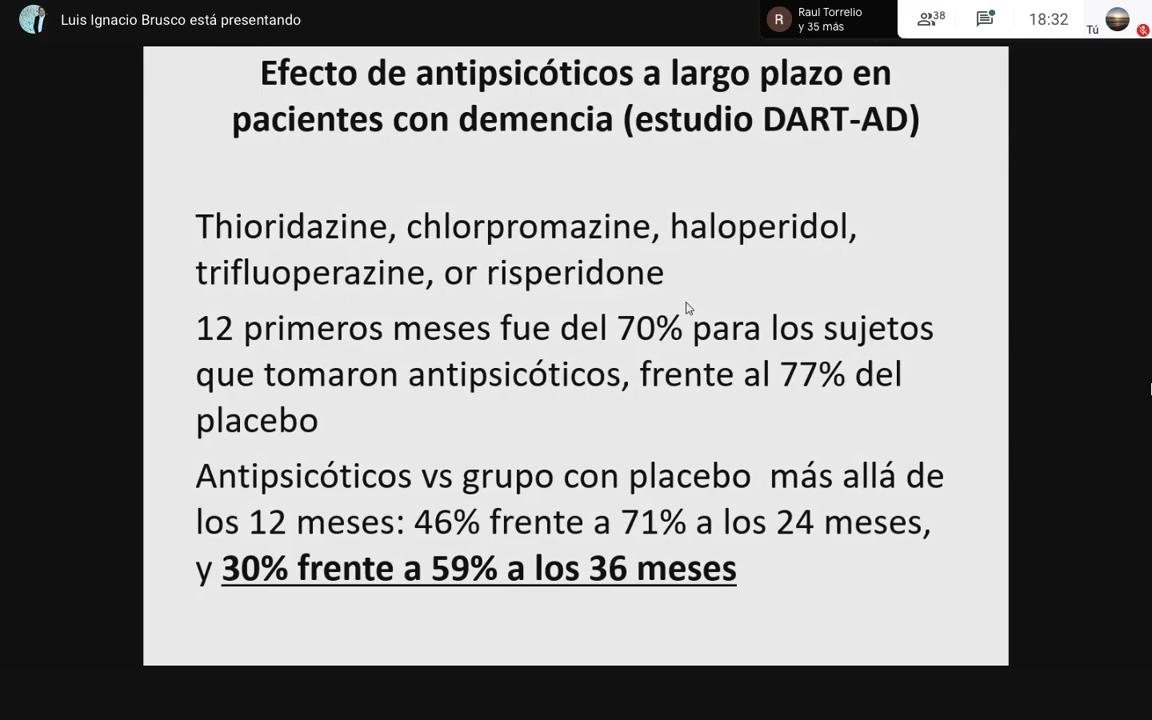 Luis Ignacio Brusco está presentando
R
Raul Torrelio
y 35 más
38
18:32
Tú
Efecto de antipsicóticos a largo plazo en
pacientes con demencia (estudio DART-AD)
Thioridazine, chlorpromazine, haloperidol,
trifluoperazine, or risperidone
12 primeros meses fue del 70% para los sujetos
que tomaron antipsicóticos, frente al 77% del
placebo
Antipsicóticos vs grupo con placebo  más allá de
los 12 meses: 46% frente a 71% a los 24 meses,
y 30% frente a 59% a los 36 meses